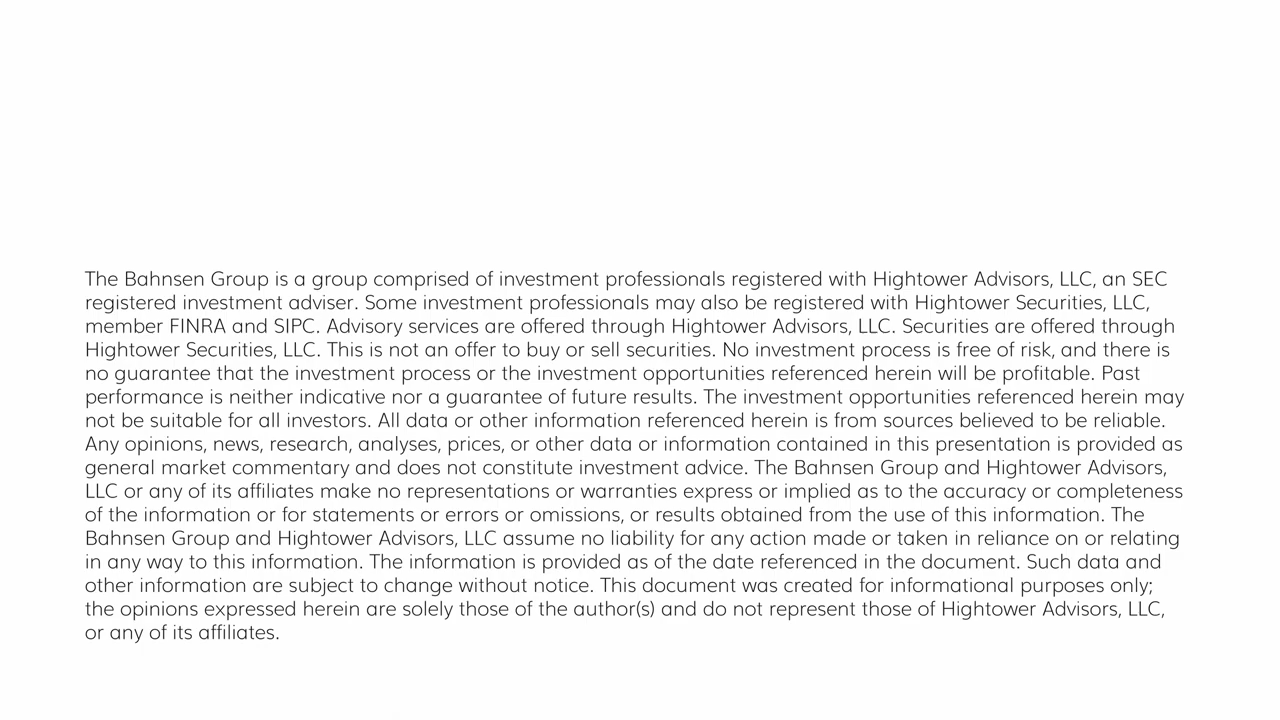 The Bahnsen Group is a group comprised of investment professionals registered with Hightower Advisors, LLC, an SEC
registered investment adviser. Some investment professionals may also be registered with Hightower Securities, LLC,
member FINRA and SIPC. Advisory services are offered through Hightower Advisors, LLC. Securities are offered through
Hightower Securities, LLC. This is not an offer to buy or sell securities. No investment process is free of risk, and there is
no guarantee that the investment process or the investment opportunities referenced herein will be profitable. Past
performance is neither indicative nor a guarantee of future results. The investment opportunities referenced herein may
not be suitable for all investors. All data or other information referenced herein is from sources believed to be reliable.
Any opinions, news, research, analyses, prices, or other data or information contained in this presentation is provided as
general market commentary and does not constitute investment advice. The Bahnsen Group and Hightower Advisors,
LLC or any of its affiliates make no representations or warranties express or implied as to the accuracy or completeness
of the information or for statements or errors or omissions, or results obtained from the use of this information. The
Bahnsen Group and Hightower Advisors, LLC assume no liability for any action made or taken in reliance on or relating
in any way to this information. The information is provided as of the date referenced in the document. Such data and
other information are subject to change without notice. This document was created for informational purposes only;
the opinions expressed herein are solely those of the author(s) and do not represent those of Hightower Advisors, LLC,
or any of its affiliates.